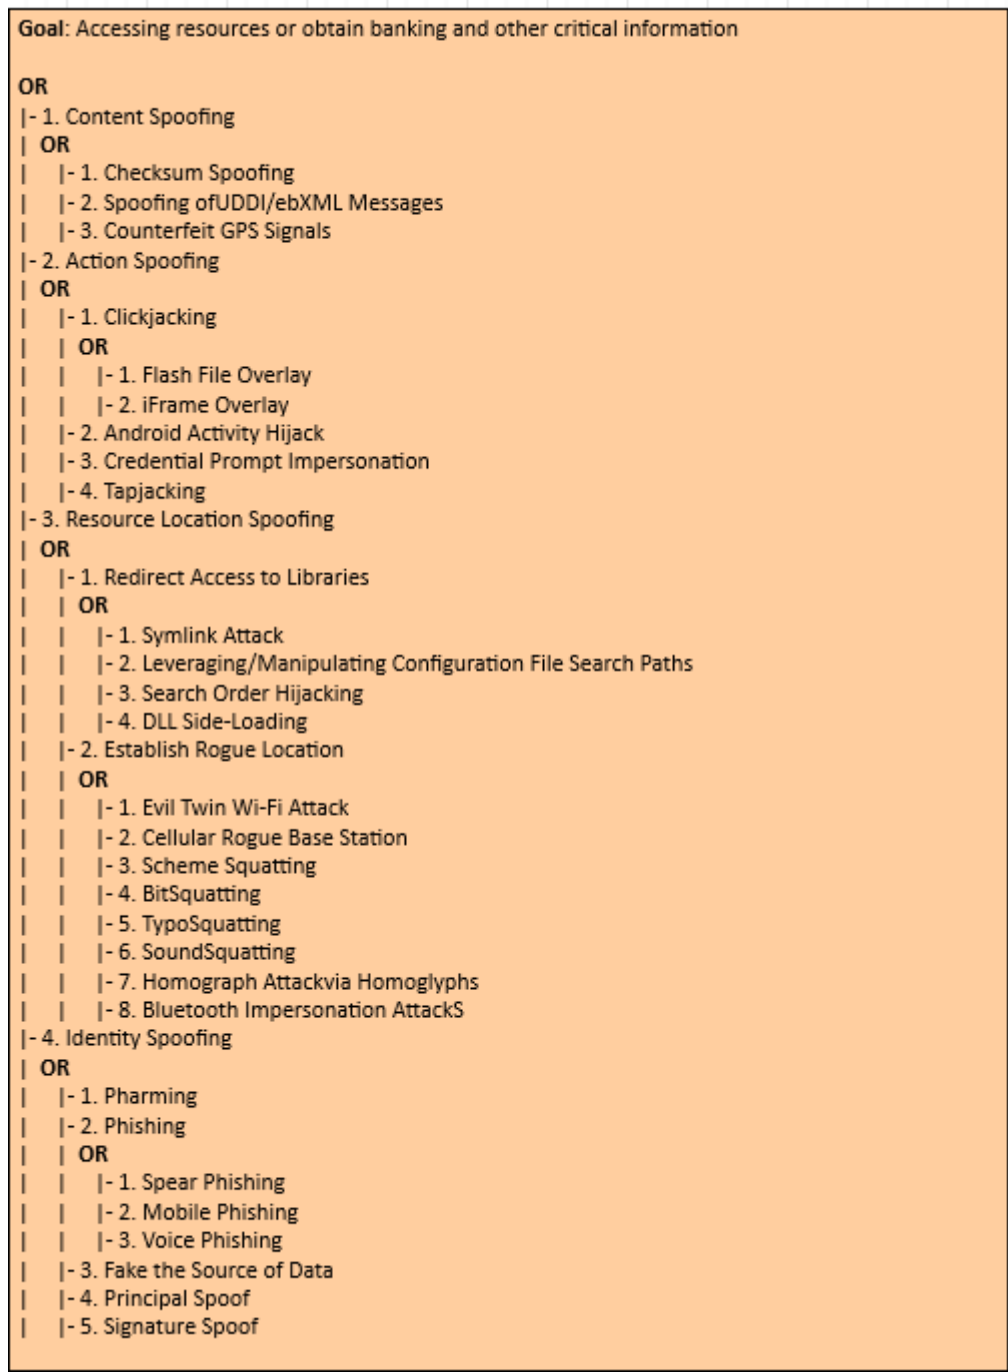 Goal: Accessing resources or obtain banking and other critical information
OR
|- 1. Content Spoofing
| OR
| |- 1. Checksum Spoofing
| |- 2. Spoofing ofUDDI/ebXML Messages
| |- 3. Counterfeit GPS Signals
|- 2. Action Spoofing
| OR
| |- 1. Clickjacking
| | OR
| | |- 1. Flash File Overlay
| | |- 2. iFrame Overlay
| |- 2. Android Activity Hijack
| |- 3. Credential Prompt Impersonation
| |- 4. Tapjacking
|- 3. Resource Location Spoofing
| OR
| |- 1. Redirect Access to Libraries
| | OR
| | |- 1. Symlink Attack
| | |- 2. Leveraging/Manipulating Configuration File Search Paths
| | |- 3. Search Order Hijacking
| | |- 4. DLL Side-Loading
| |- 2. Establish Rogue Location
| | OR
| | |- 1. Evil Twin Wi-Fi Attack
| | |- 2. Cellular Rogue Base Station
| | |- 3. Scheme Squatting
| | |- 4. BitSquatting
| | |- 5. TypoSquatting
| | |- 6. SoundSquatting
| | |- 7. Homograph Attackvia Homoglyphs
| | |- 8. Bluetooth Impersonation AttackS
|- 4. Identity Spoofing
| OR
| |- 1. Pharming
| |- 2. Phishing
| | OR
| | |- 1. Spear Phishing
| | |- 2. Mobile Phishing
| | |- 3. Voice Phishing
| |- 3. Fake the Source of Data
| |- 4. Principal Spoof
| |- 5. Signature Spoof